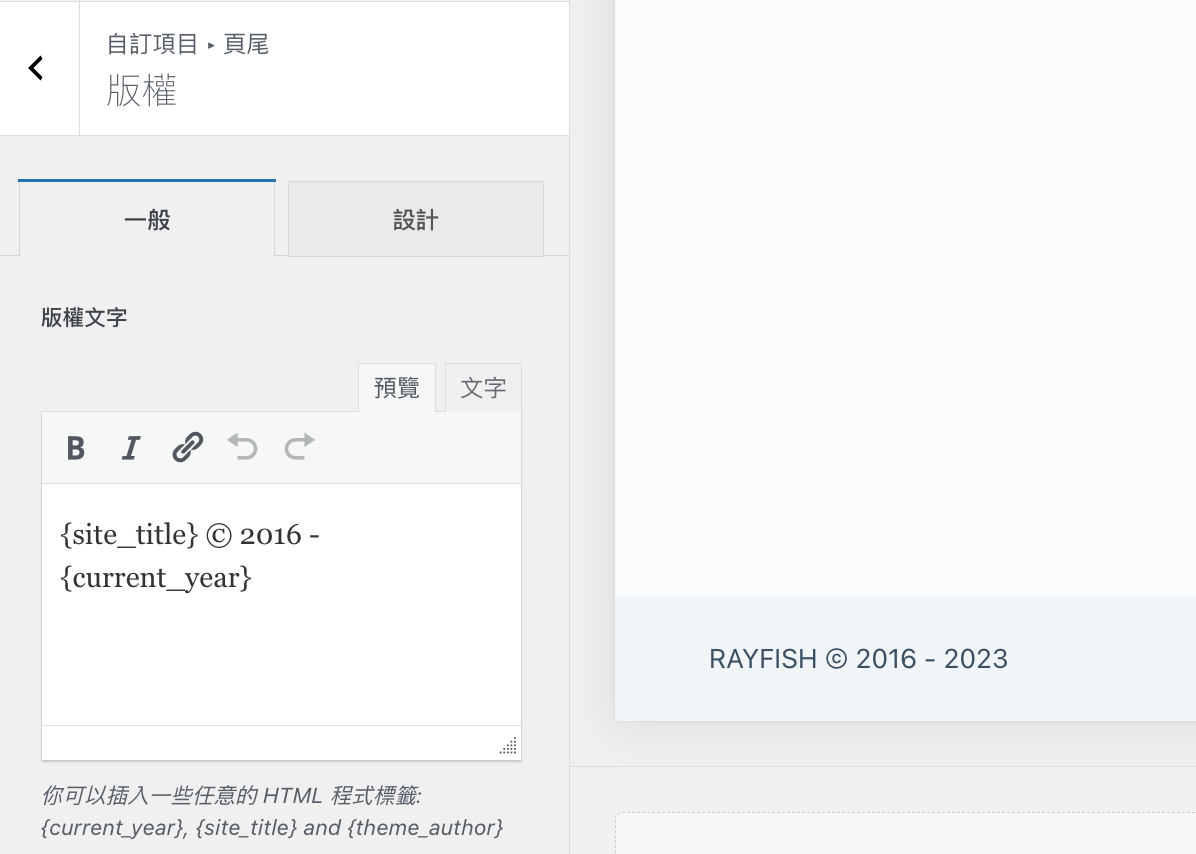 自訂項目 ▸ 頁尾
版權
一般
設計
版權文字
預覽
文字
B I
{site_title} © 2016 -
{current_year}
你可以插入一些任意的 HTML 程式標籤:
{current_year}, {site_title} and {theme_author}
RAYFISH © 2016 - 2023